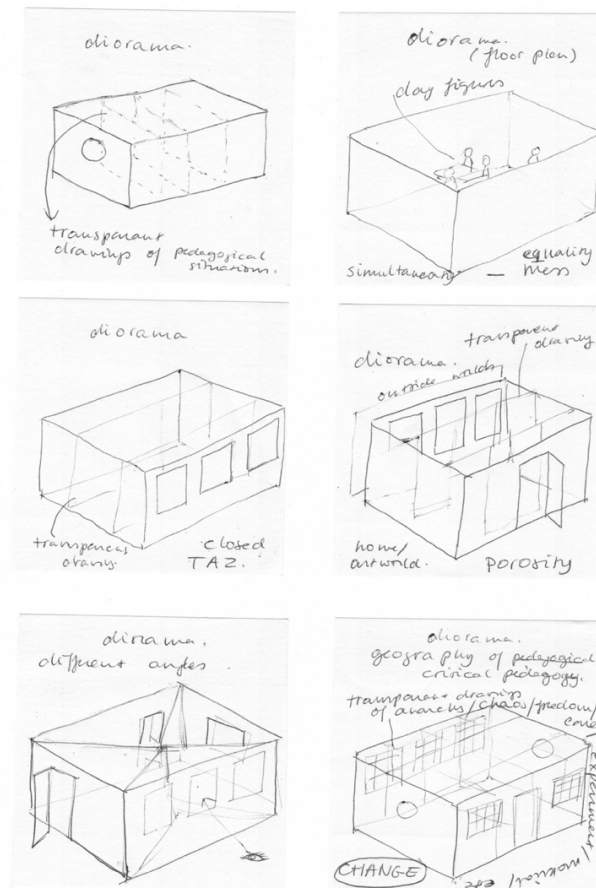 diorama.
transparent
drawings of pedagogical
situations.
diorama.
(floor plan)
clay figures
simultaneity — equality
mess
diorama
transparent
closed
TAZ.
diorama.
transparent
drawing
outside worlds
home/
artworld.
porosity
diorama.
different angles.
diorama.
geography of pedagogical
critical pedagogy.
transparent drawings
of anarchy/chaos/freedom/
experiment/
CHANGE